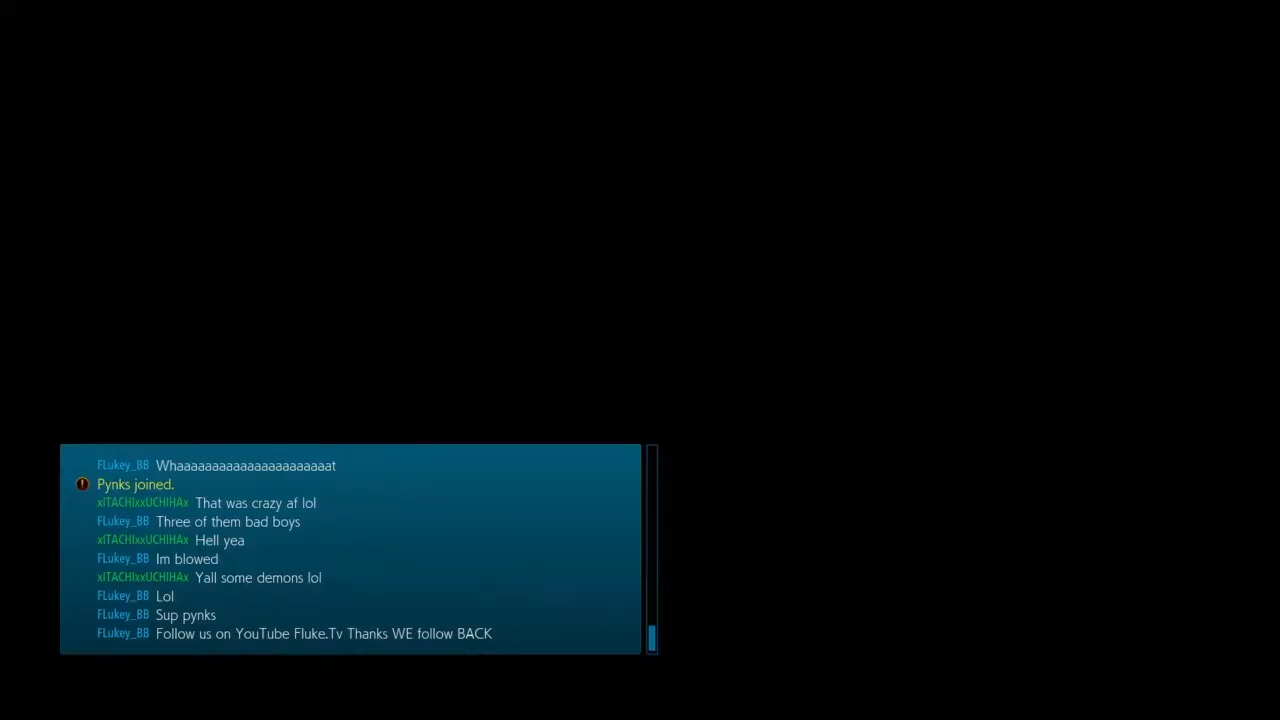 FLukey_BB Whaaaaaaaaaaaaaaaaaaaaaat
Pynks joined.
xITACHIxxUCHIHAx That was crazy af lol
FLukey_BB Three of them bad boys
xITACHIxxUCHIHAx Hell yea
FLukey_BB Im blowed
xITACHIxxUCHIHAx Yall some demons lol
FLukey_BB Lol
FLukey_BB Sup pynks
FLukey_BB Follow us on YouTube Fluke.Tv Thanks WE follow BACK